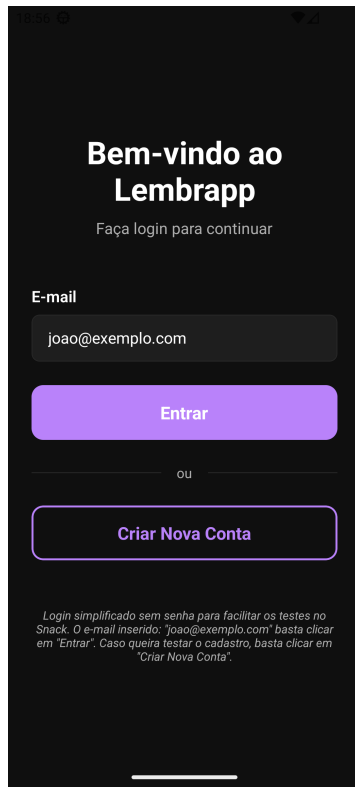 18:56
Bem-vindo ao
Lembrapp
Faça login para continuar
E-mail
joao@exemplo.com
Entrar
ou
Criar Nova Conta
Login simplificado sem senha para facilitar os testes no
Snack. O e-mail inserido: "joao@exemplo.com" basta clicar
em "Entrar". Caso queira testar o cadastro, basta clicar em
"Criar Nova Conta".